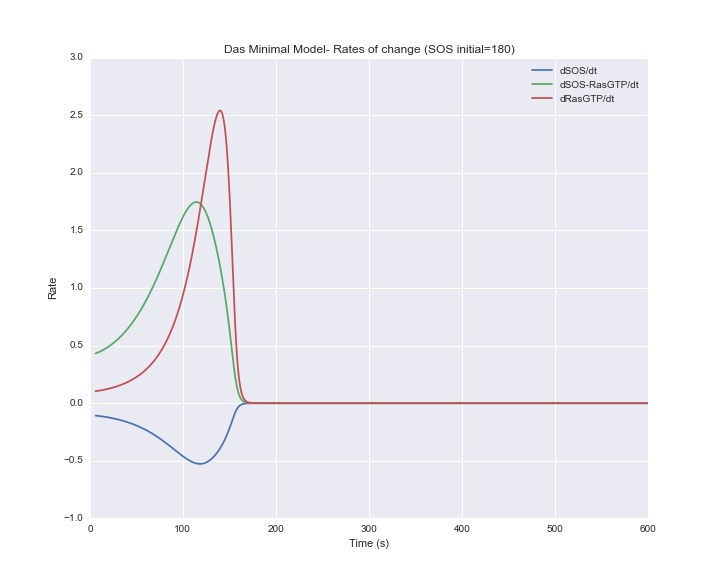 Das Minimal Model- Rates of change (SOS initial=180)
dSOS/dt
dSOS-RasGTP/dt
dRasGTP/dt
3.0
2.5
2.0
1.5
1.0
0.5
0.0
−0.5
−1.0
Rate
0 100 200 300 400 500 600
Time (s)